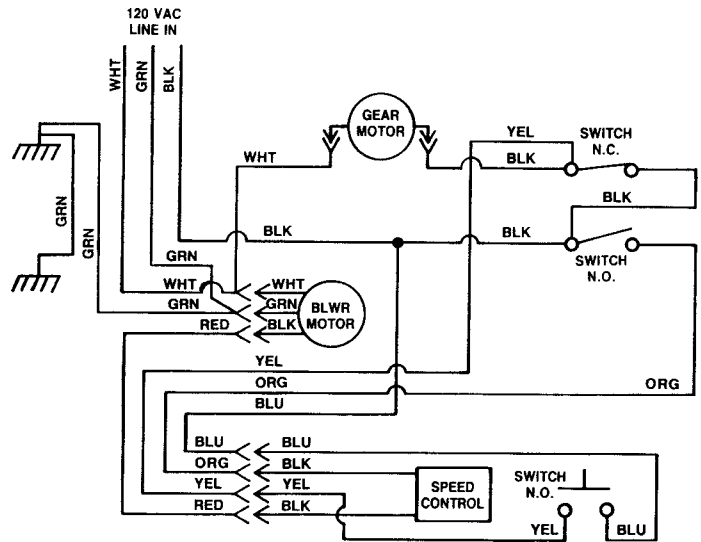 120 VAC
LINE IN
WHT
GRN
BLK
GEAR
MOTOR
WHT
YEL
BLK
SWITCH
N.C.
BLK
GRN
GRN
BLK
BLK
SWITCH
N.O.
GRN
WHT
WHT
GRN
GRN
BLWR
MOTOR
RED
BLK
YEL
ORG
ORG
BLU
BLU
BLU
ORG
BLK
YEL
YEL
RED
BLK
SPEED
CONTROL
SWITCH
N.O.
YEL
BLU